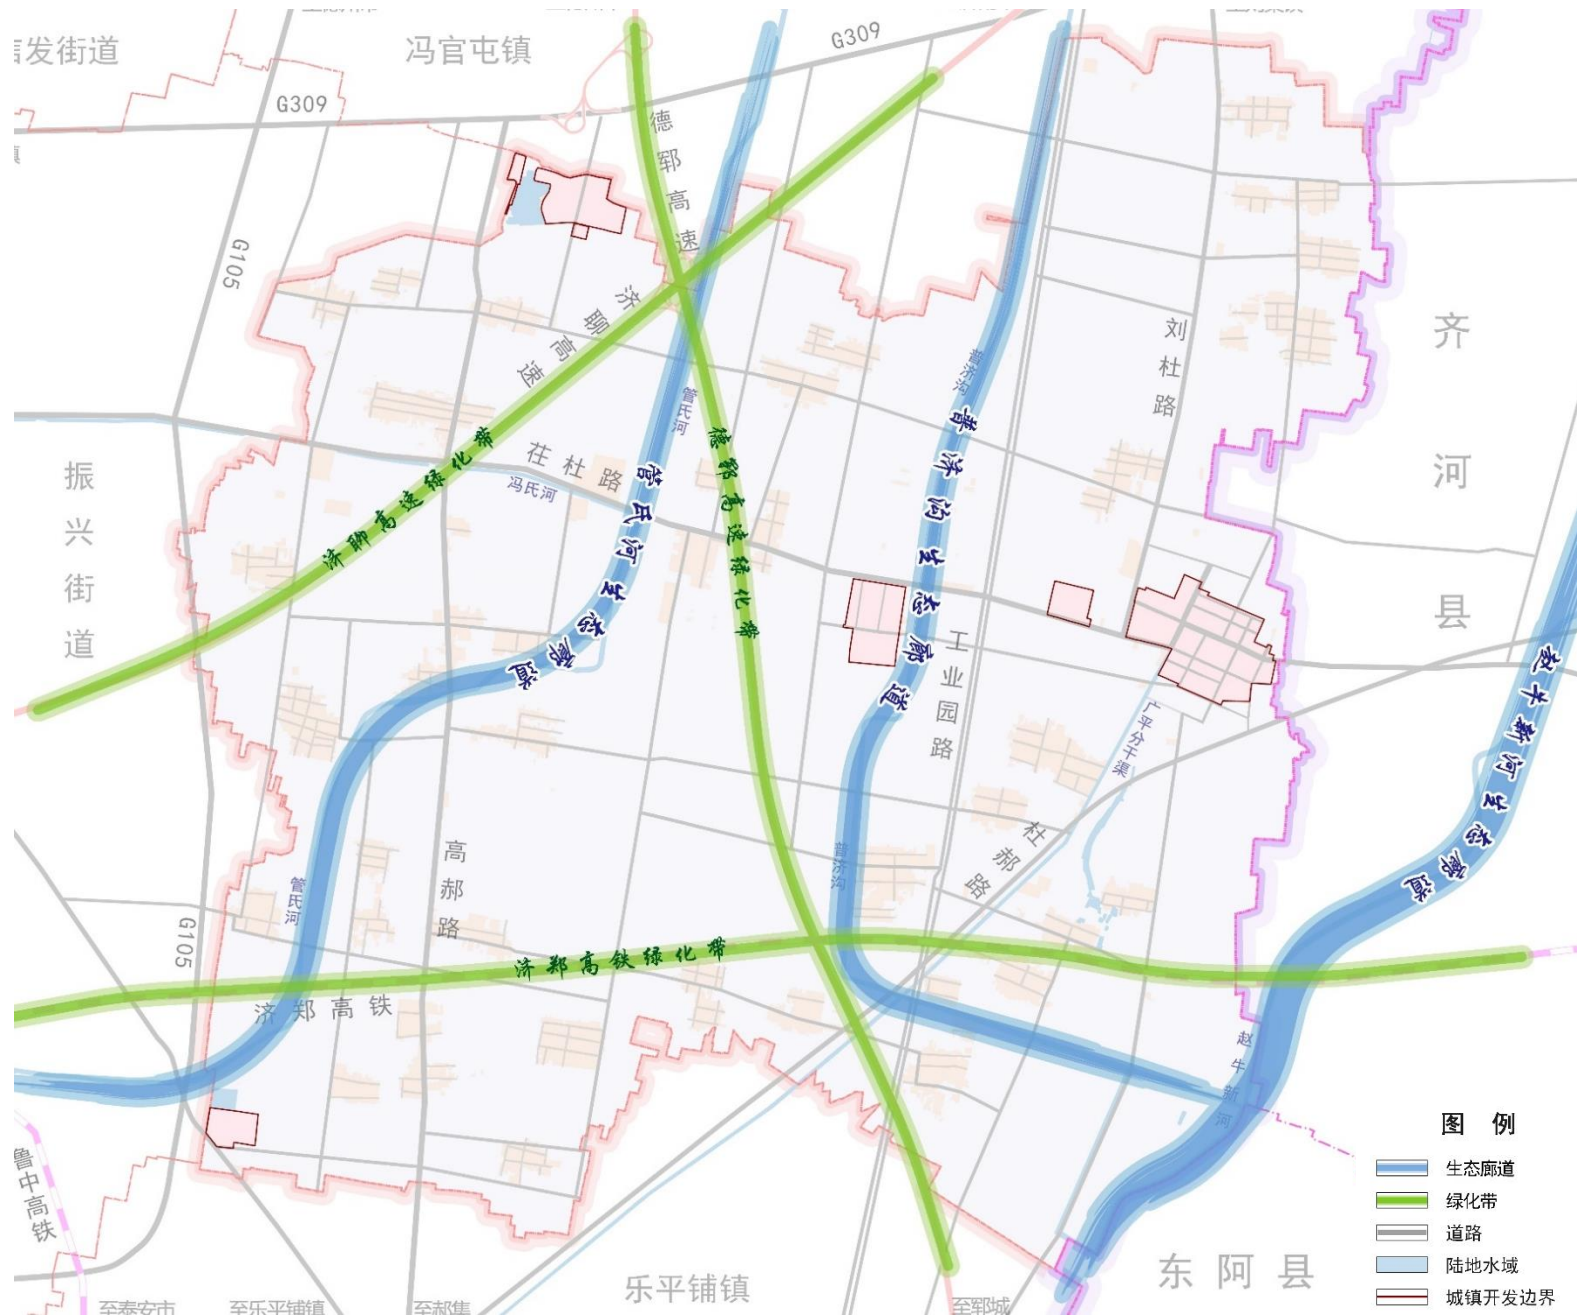 冯官屯镇
G309
G309
发街道
德郓高速
G105
济聊高速
刘杜路
齐河县
普济沟
管氏河
济聊高速绿化带
茌杜路
冯氏河
德郓高速绿化带
管氏河生态廊道
普济沟生态廊道
振兴街道
工业园路
广平分干渠
赵牛新河生态廊道
杜郝路
高郝路
普济沟
管氏河
G105
济郑高铁绿化带
济郑高铁
赵牛新河
鲁中高铁
图 例
生态廊道
绿化带
道路
陆地水域
城镇开发边界
东阿县
乐平铺镇
至泰安市
至乐平铺镇
至郝集
至郓城